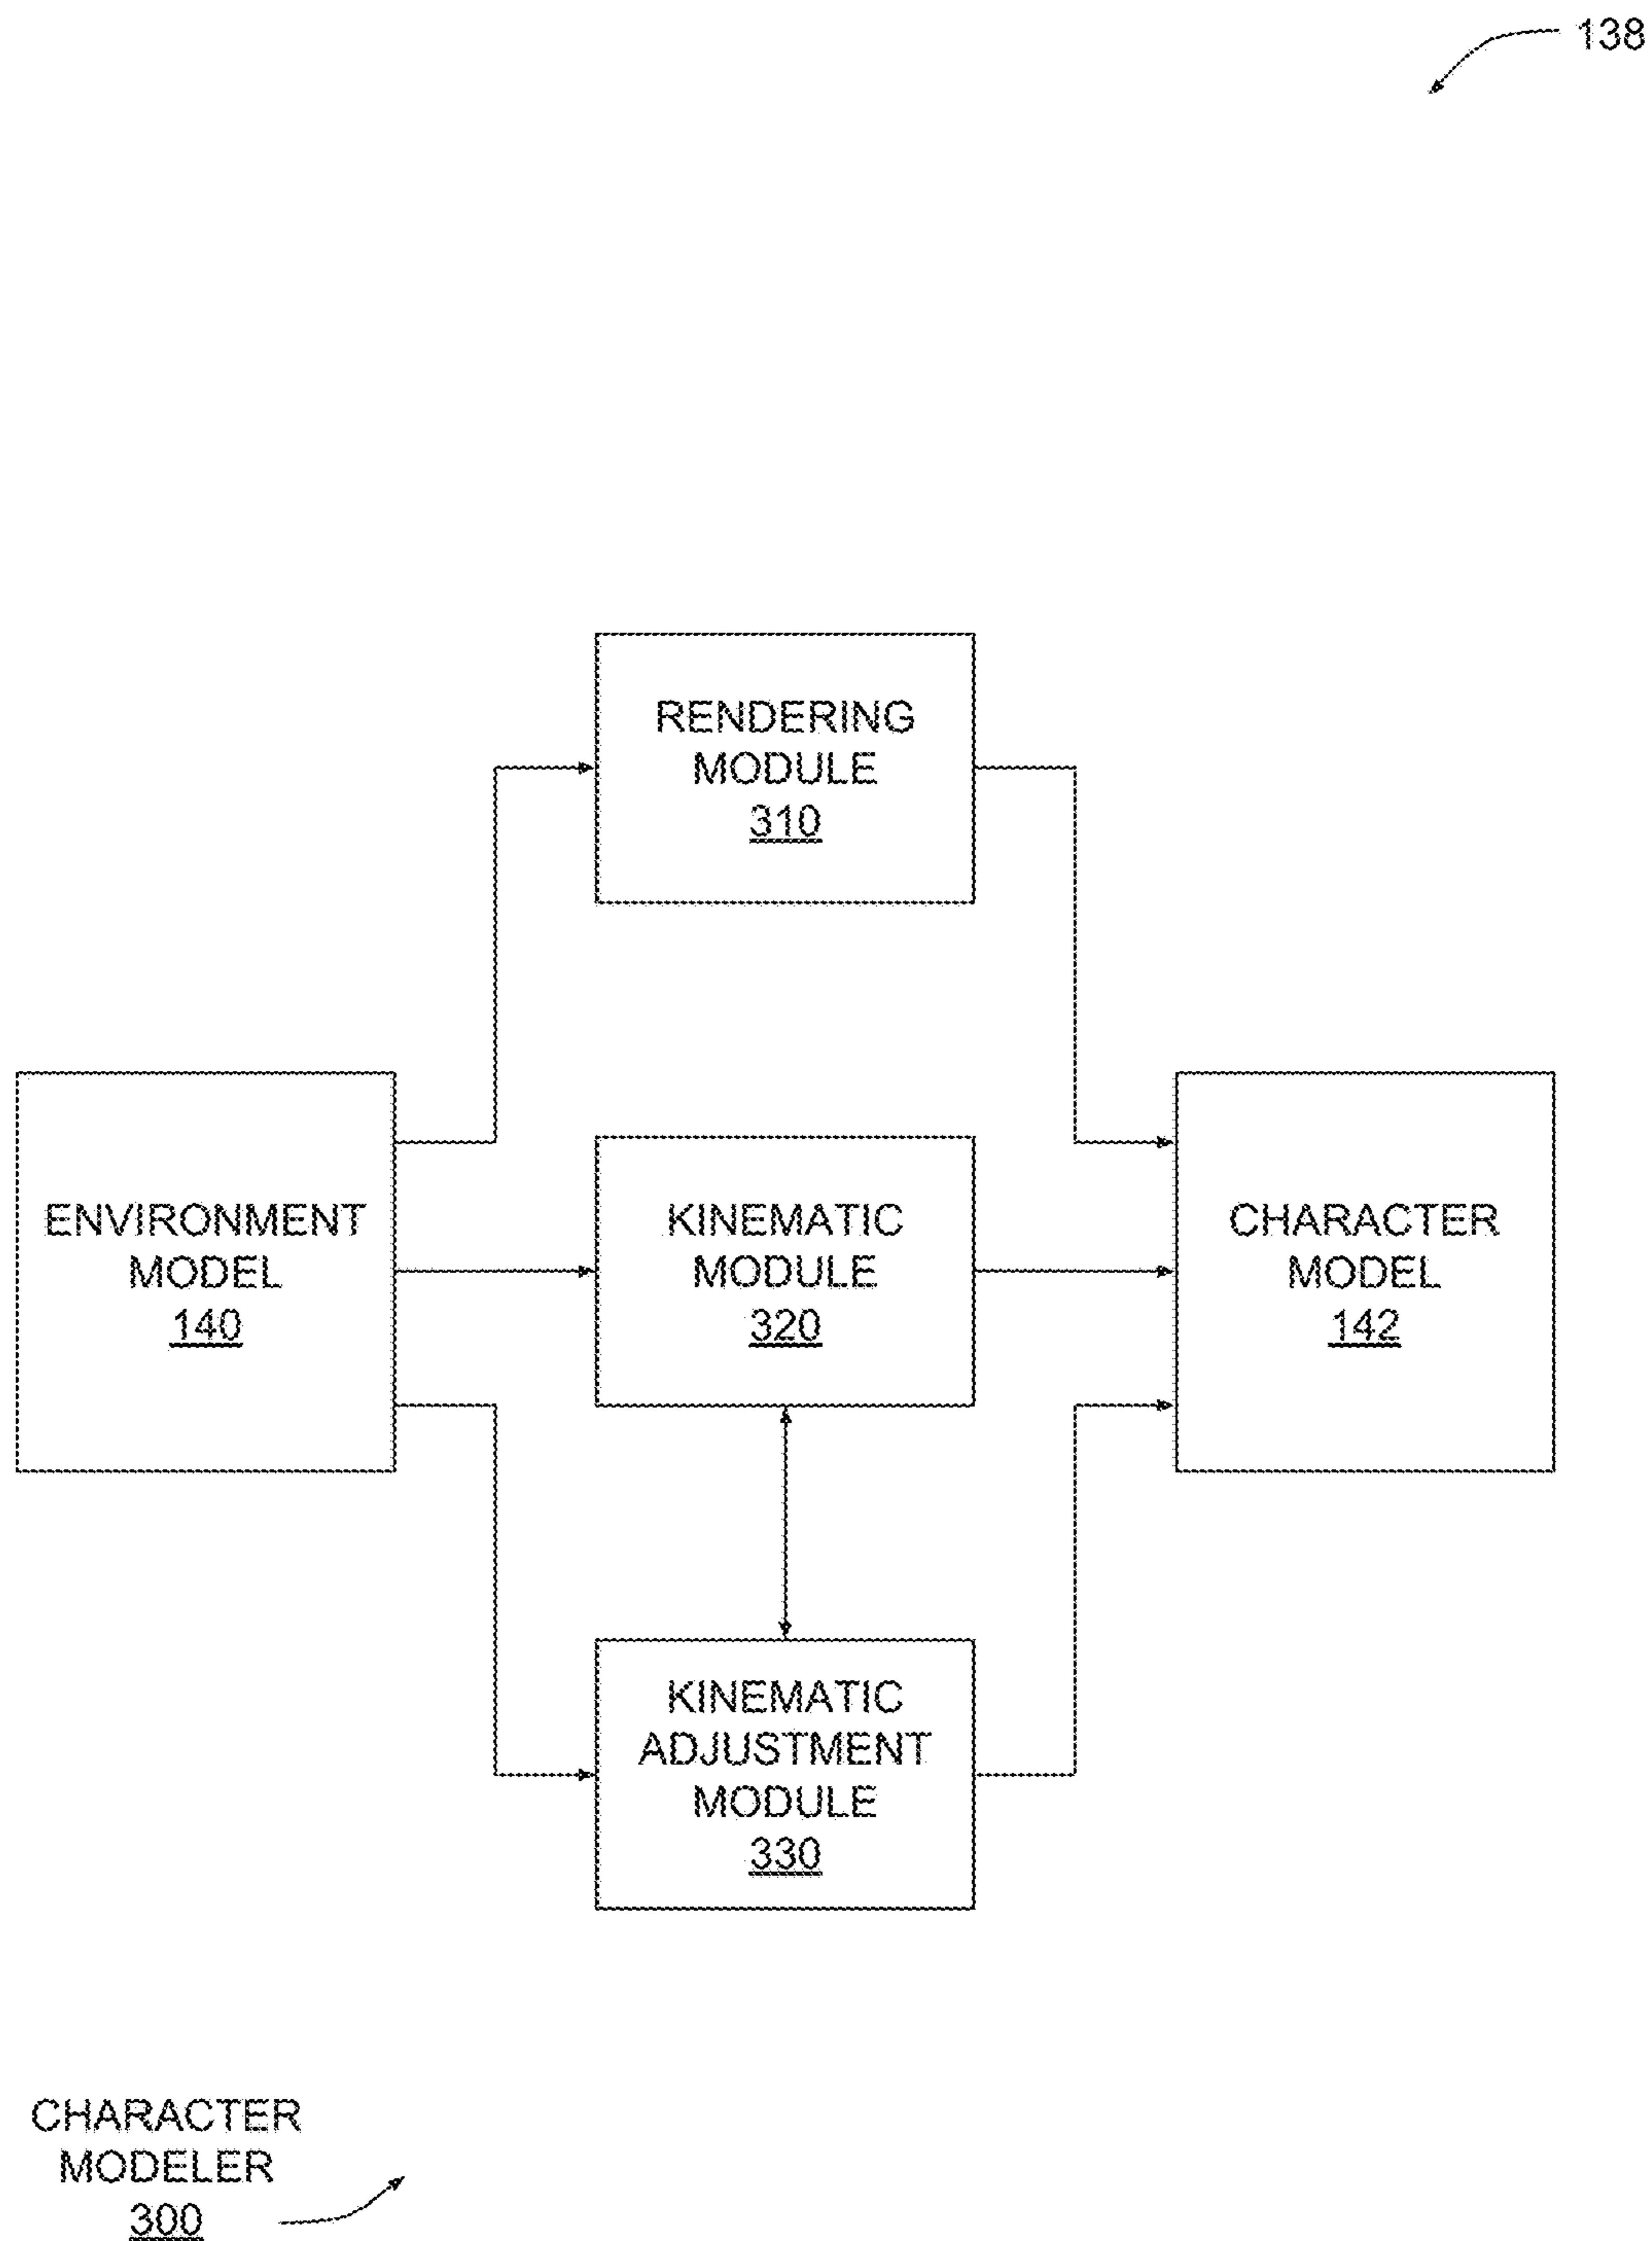 138
RENDERING
MODULE
310
ENVIRONMENT
MODEL
140
KINEMATIC
MODULE
320
CHARACTER
MODEL
142
KINEMATIC
ADJUSTMENT
MODULE
330
CHARACTER
MODELER
300